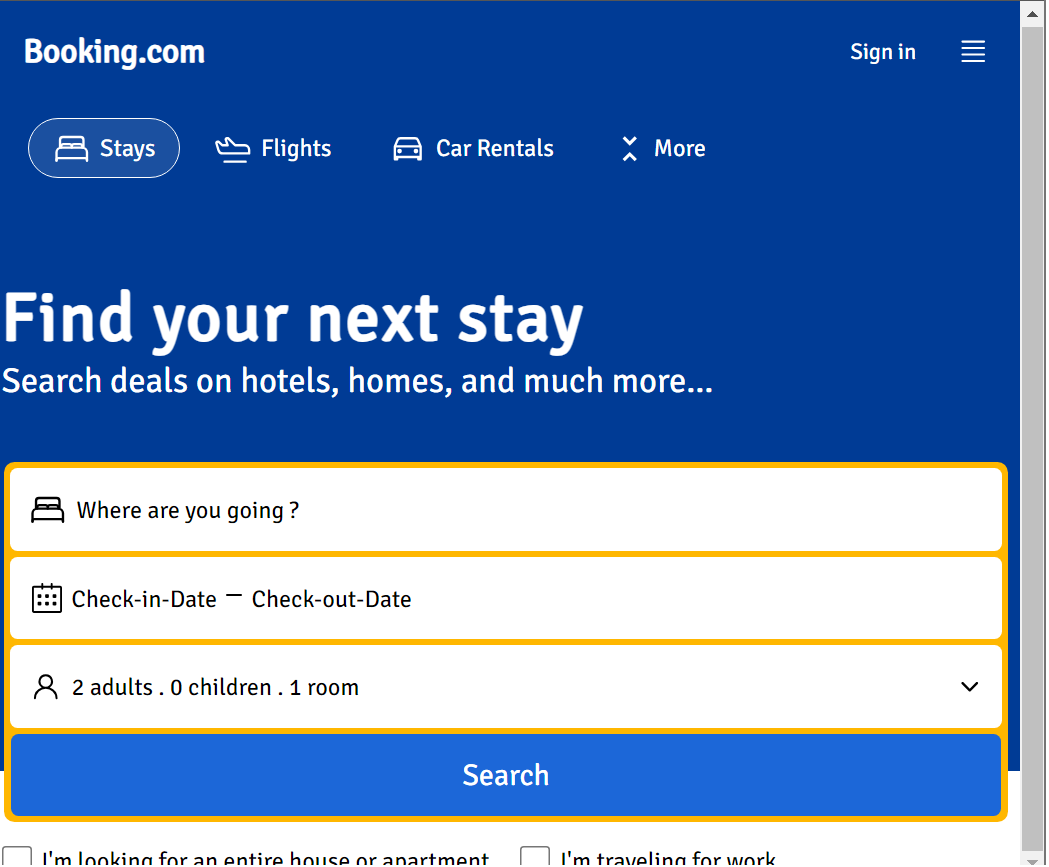 Booking.com
Sign in
Stays
Flights
Car Rentals
More
Find your next stay
Search deals on hotels, homes, and much more...
Where are you going ?
Check-in-Date — Check-out-Date
2 adults . 0 children . 1 room
Search
I'm looking for an entire house or apartment
I'm traveling for work